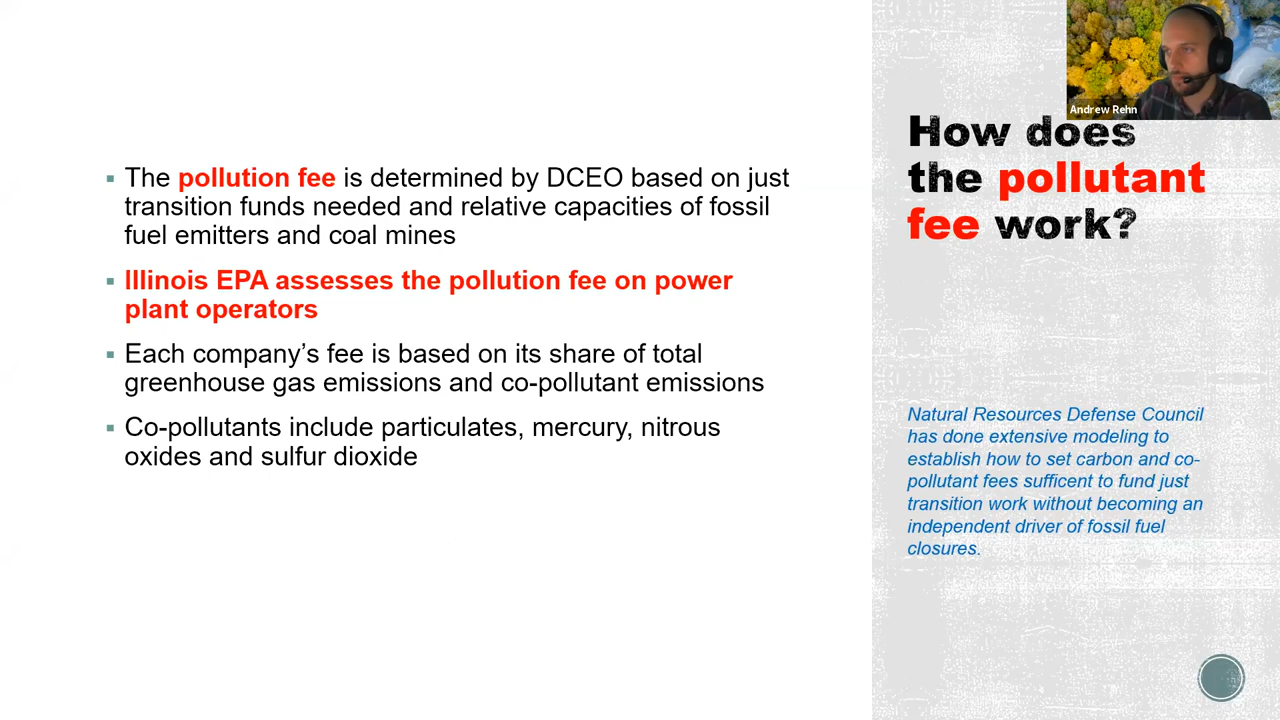 Andrew Rehn
How does
the pollutant
fee work?
▪ The pollution fee is determined by DCEO based on just
transition funds needed and relative capacities of fossil
fuel emitters and coal mines
▪ Illinois EPA assesses the pollution fee on power
plant operators
▪ Each company’s fee is based on its share of total
greenhouse gas emissions and co-pollutant emissions
▪ Co-pollutants include particulates, mercury, nitrous
oxides and sulfur dioxide
Natural Resources Defense Council
has done extensive modeling to
establish how to set carbon and co-
pollutant fees sufficent to fund just
transition work without becoming an
independent driver of fossil fuel
closures.